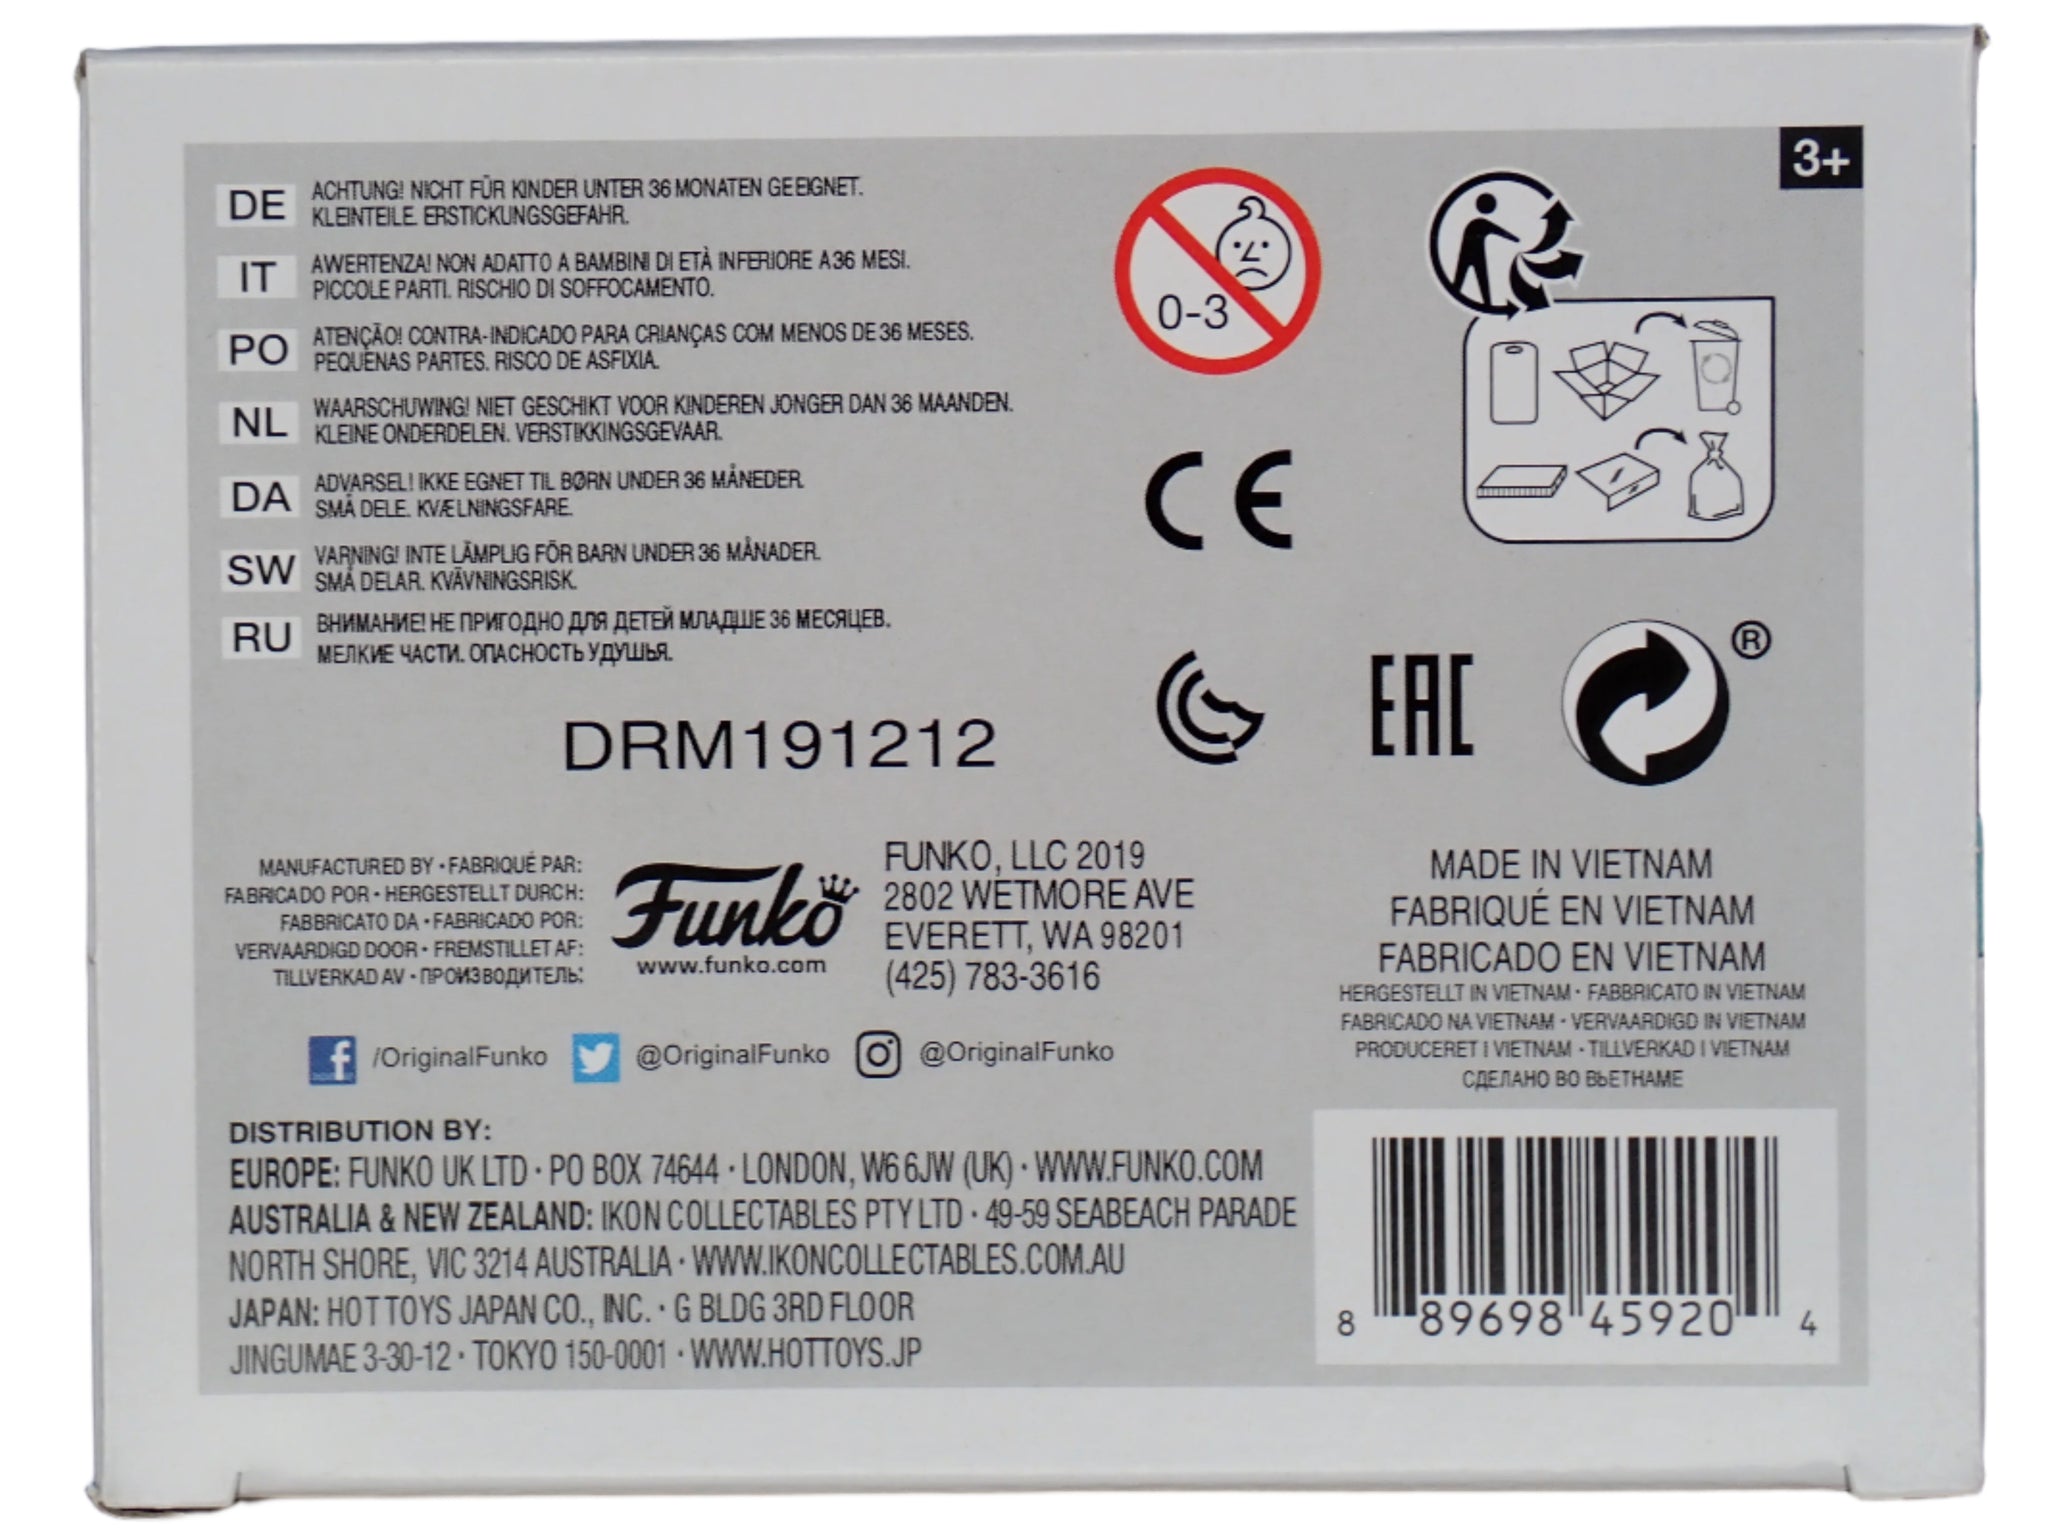 3+
DE ACHTUNG! NICHT FÜR KINDER UNTER 36 MONATEN GEEIGNET.
KLEINTEILE. ERSTICKUNGSGEFAHR.
IT AWERTENZA! NON ADATTO A BAMBINI DI ETÀ INFERIORE A 36 MESI.
PICCOLE PARTI. RISCHIO DI SOFFOCAMENTO.
PO ATENÇÃO! CONTRA-INDICADO PARA CRIANÇAS COM MENOS DE 36 MESES.
PEQUENAS PARTES. RISCO DE ASFIXIA.
NL WAARSCHUWING! NIET GESCHIKT VOOR KINDEREN JONGER DAN 36 MAANDEN.
KLEINE ONDERDELEN. VERSTIKKINGSGEVAAR.
DA ADVARSEL! IKKE EGNET TIL BØRN UNDER 36 MÅNEDER.
SMÅ DELE. KVÆLNINGSFARE.
SW VARNING! INTE LÄMPLIG FÖR BARN UNDER 36 MÅNADER.
SMÅ DELAR. KVÄVNINGSRISK.
RU ВНИМАНИЕ! НЕ ПРИГОДНО ДЛЯ ДЕТЕЙ МЛАДШЕ 36 МЕСЯЦЕВ.
МЕЛКИЕ ЧАСТИ. ОПАСНОСТЬ УДУШЬЯ.
0-3
CE
EAC
®
DRM191212
MANUFACTURED BY • FABRIQUÉ PAR:
FABRICADO POR • HERGESTELLT DURCH:
FABBRICATO DA • FABRICADO POR:
VERVAARDIGD DOOR • FREMSTILLET AF:
TILLVERKAD AV • ПРОИЗВОДИТЕЛЬ:
Funko
www.funko.com
FUNKO, LLC 2019
2802 WETMORE AVE
EVERETT, WA 98201
(425) 783-3616
MADE IN VIETNAM
FABRIQUÉ EN VIETNAM
FABRICADO EN VIETNAM
HERGESTELLT IN VIETNAM • FABBRICATO IN VIETNAM
FABRICADO NA VIETNAM • VERVAARDIGD IN VIETNAM
PRODUCERET I VIETNAM • TILLVERKAD I VIETNAM
СДЕЛАНО ВО ВЬЕТНАМЕ
f /OriginalFunko @OriginalFunko @OriginalFunko
DISTRIBUTION BY:
EUROPE: FUNKO UK LTD • PO BOX 74644 • LONDON, W6 6JW (UK) • WWW.FUNKO.COM
AUSTRALIA & NEW ZEALAND: IKON COLLECTABLES PTY LTD • 49-59 SEABEACH PARADE
NORTH SHORE, VIC 3214 AUSTRALIA • WWW.IKONCOLLECTABLES.COM.AU
JAPAN: HOT TOYS JAPAN CO., INC. • G BLDG 3RD FLOOR
JINGUMAE 3-30-12 • TOKYO 150-0001 • WWW.HOTTOYS.JP
8 89698 45920 4